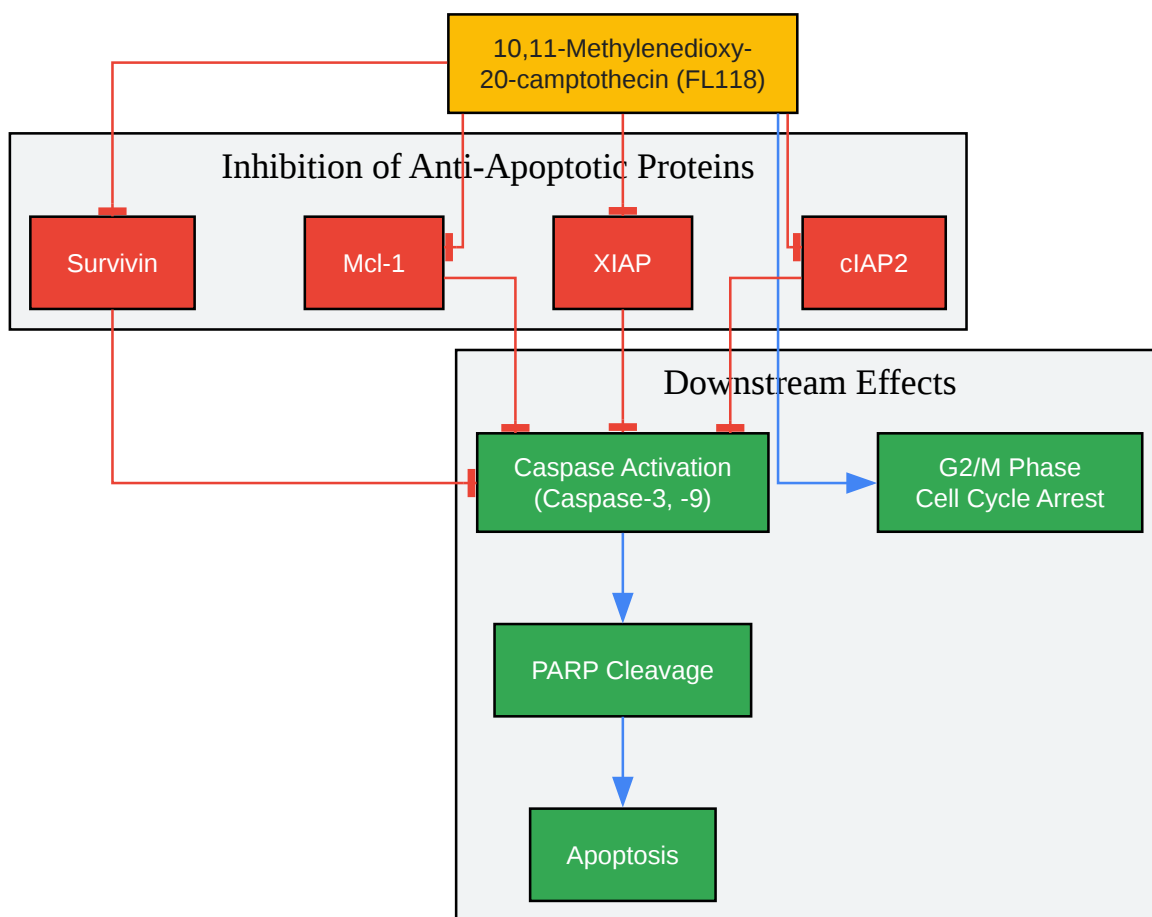 10,11-Methylenedioxy-
20-camptothecin (FL118)
Inhibition of Anti-Apoptotic Proteins
Survivin
Mcl-1
XIAP
cIAP2
Downstream Effects
Caspase Activation
(Caspase-3, -9)
G2/M Phase
Cell Cycle Arrest
PARP Cleavage
Apoptosis